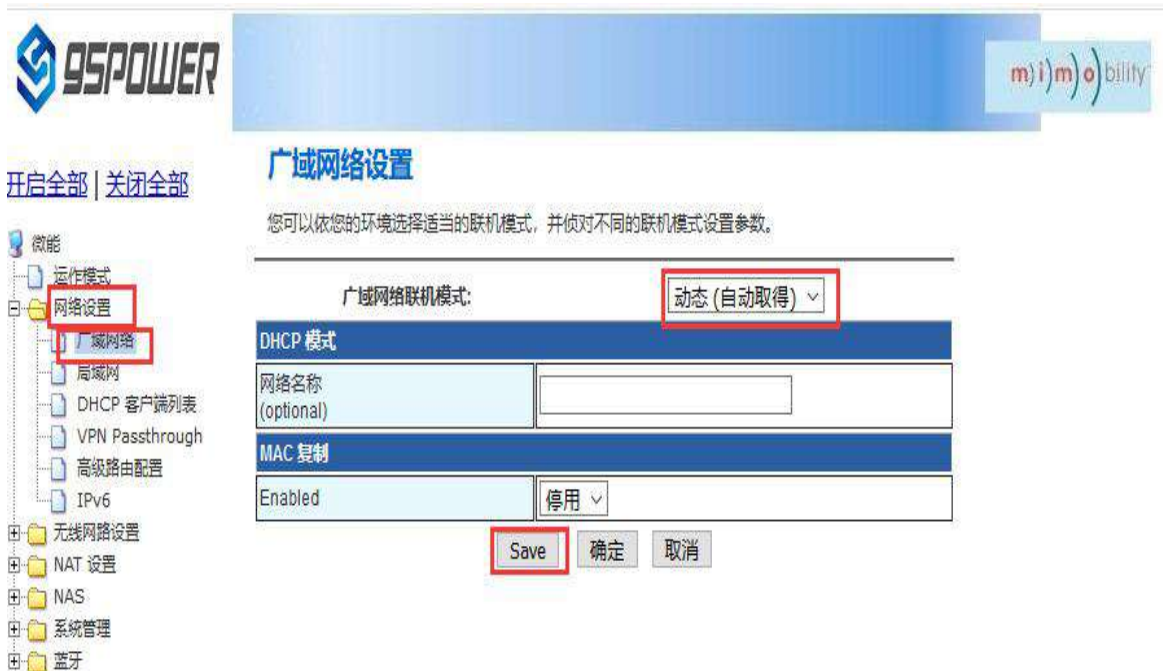 95POWER
m)i)m)o)bility
开启全部 | 关闭全部
微能
运作模式
网络设置
广域网络
局域网
DHCP 客户端列表
VPN Passthrough
高级路由配置
IPv6
无线网路设置
NAT 设置
NAS
系统管理
蓝牙
广域网络设置
您可以依您的环境选择适当的联机模式，并侦对不同的联机模式设置参数。
广域网络联机模式:
动态 (自动取得)
DHCP 模式
网络名称
(optional)
MAC 复制
Enabled
停用
Save 确定 取消